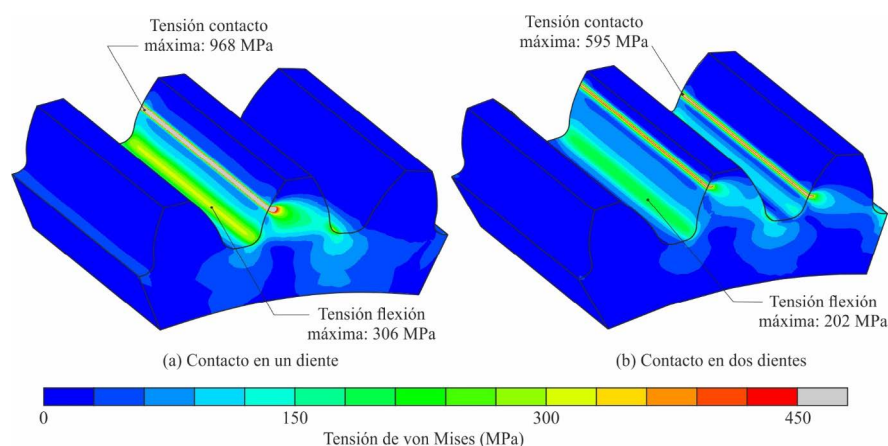 Tensión contacto
máxima: 968 MPa
Tensión contacto
máxima: 595 MPa
Tensión flexión
máxima: 306 MPa
Tensión flexión
máxima: 202 MPa
(a) Contacto en un diente
(b) Contacto en dos dientes
0 150 300 450
Tensión de von Mises (MPa)